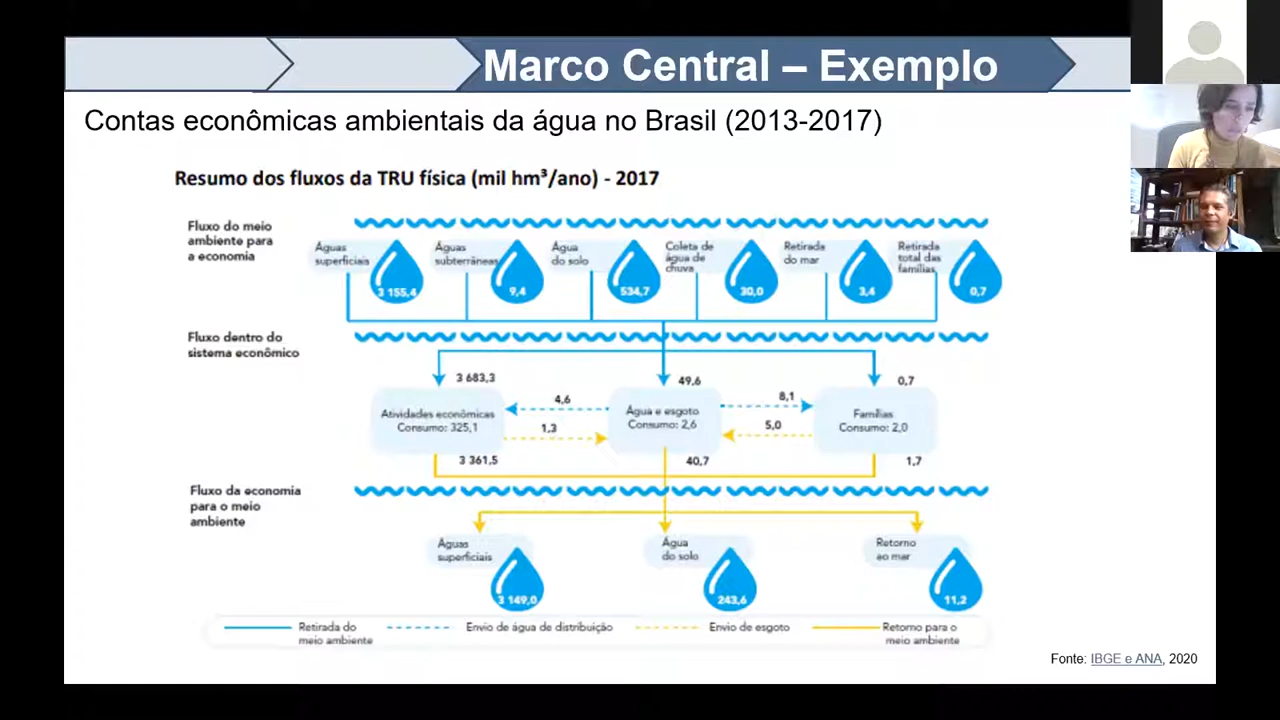 Marco Central – Exemplo
Contas econômicas ambientais da água no Brasil (2013-2017)
Resumo dos fluxos da TRU física (mil hm³/ano) - 2017
Fluxo do meio
ambiente para
a economia
Águas
superficiais
3 155,4
Águas
subterrâneas
9,4
Água
do solo
534,7
Coleta de
água de
chuva
30,0
Retirada
do mar
3,4
Retirada
total das
famílias
0,7
Fluxo dentro do
sistema econômico
3 683,3
49,6
0,7
Atividades econômicas
Consumo: 325,1
4,6
1,3
Água e esgoto
Consumo: 2,6
8,1
5,0
Famílias
Consumo: 2,0
3 361,5
40,7
1,7
Fluxo da economia
para o meio
ambiente
Águas
superficiais
3 149,0
Água
do solo
243,6
Retorno
ao mar
11,2
Retirada do
meio ambiente
Envio de água de distribuição
Envio de esgoto
Retorno para o
meio ambiente
Fonte: IBGE e ANA, 2020